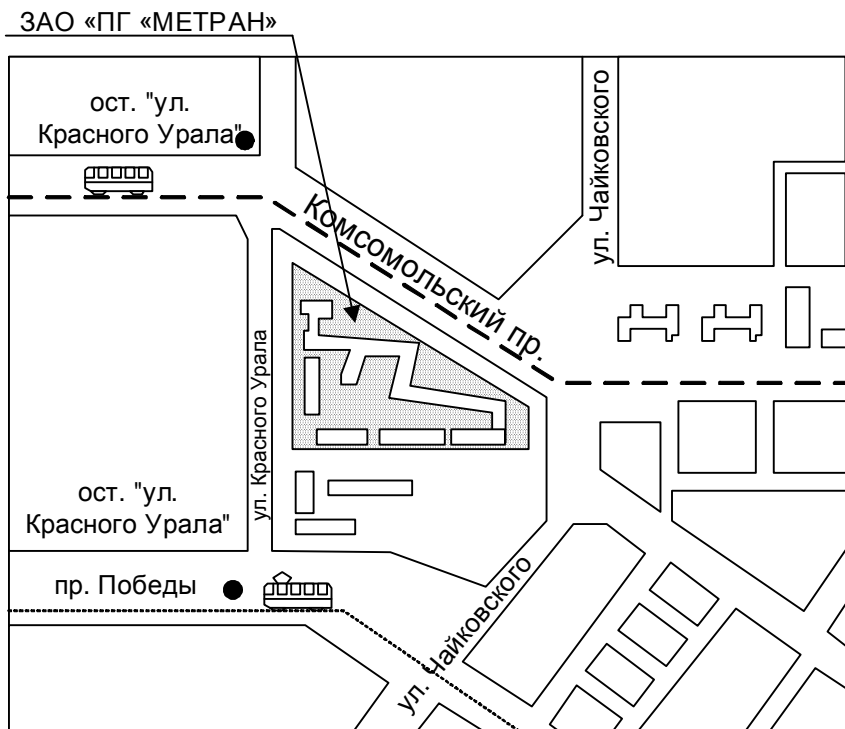 ЗАО «ПГ «МЕТРАН»
ост. "ул.
Красного Урала"
ул. Чайковского
Комсомольский пр.
ул. Красного Урала
ост. "ул.
Красного Урала"
пр. Победы
ул. Чайковского